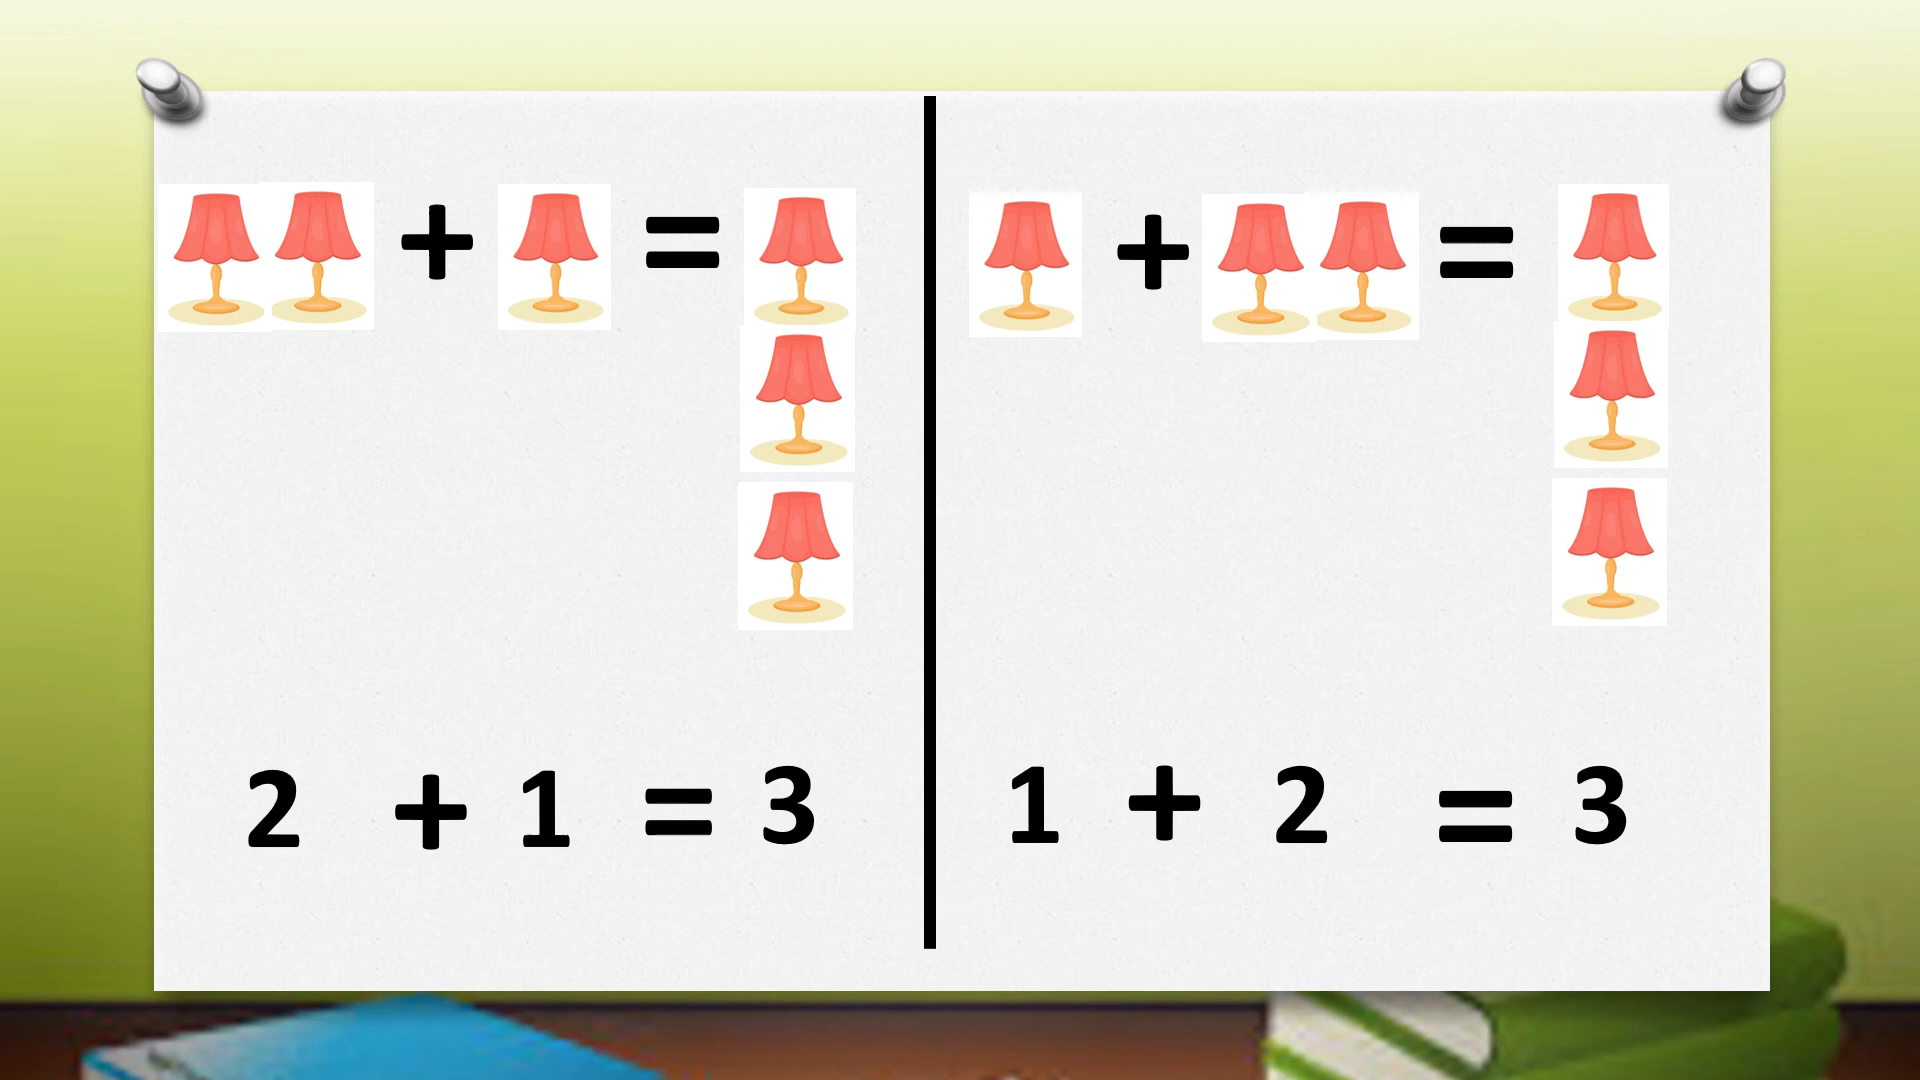 + = + =
2 + 1 = 3
1 + 2 = 3